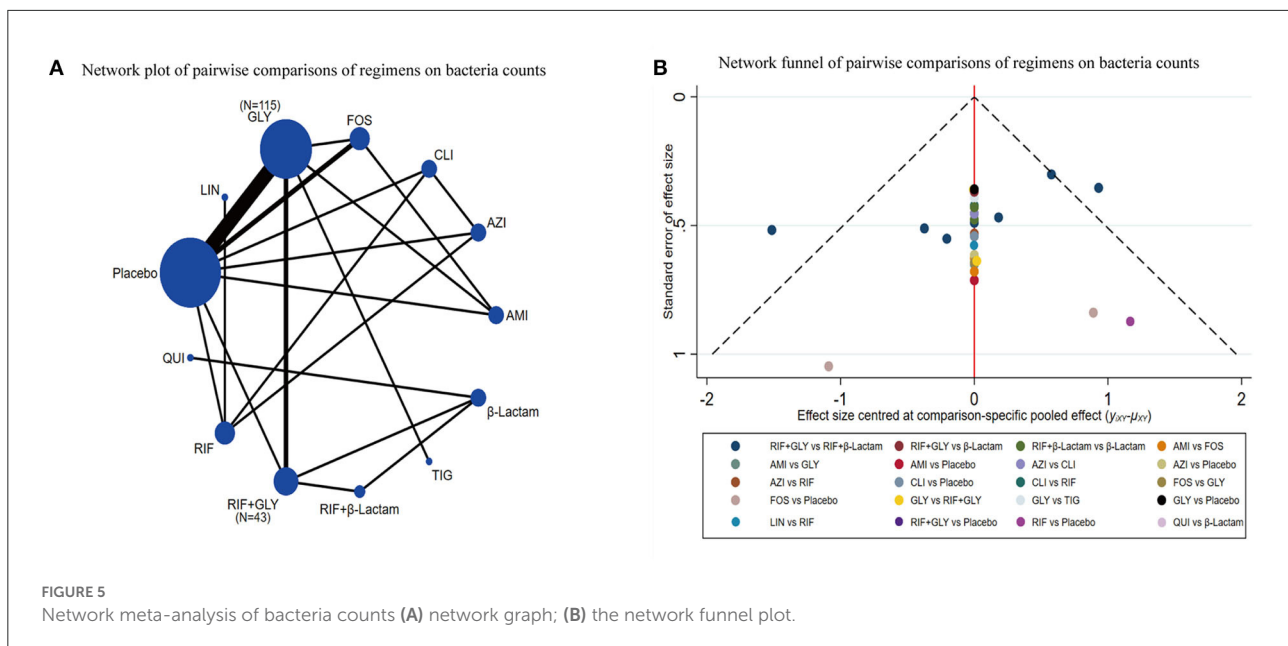 A Network plot of pairwise comparisons of regimens on bacteria counts
(N=115)
GLY
FOS
CLI
LIN
AZI
Placebo
AMI
QUI
β-Lactam
RIF
TIG
RIF+GLY
(N=43)
RIF+β-Lactam
B Network funnel of pairwise comparisons of regimens on bacteria counts
Standard error of effect size
0
.5
1
-2 -1 0 1 2
Effect size centred at comparison-specific pooled effect (yiXY-μXY)
RIF+GLY vs RIF+β-Lactam RIF+GLY vs β-Lactam RIF+β-Lactam vs β-Lactam AMI vs FOS
AMI vs GLY AMI vs Placebo AZI vs CLI AZI vs Placebo
AZI vs RIF CLI vs Placebo CLI vs RIF FOS vs GLY
FOS vs Placebo GLY vs RIF+GLY GLY vs TIG GLY vs Placebo
LIN vs RIF RIF+GLY vs Placebo RIF vs Placebo QUI vs β-Lactam
FIGURE 5
Network meta-analysis of bacteria counts (A) network graph; (B) the network funnel plot.